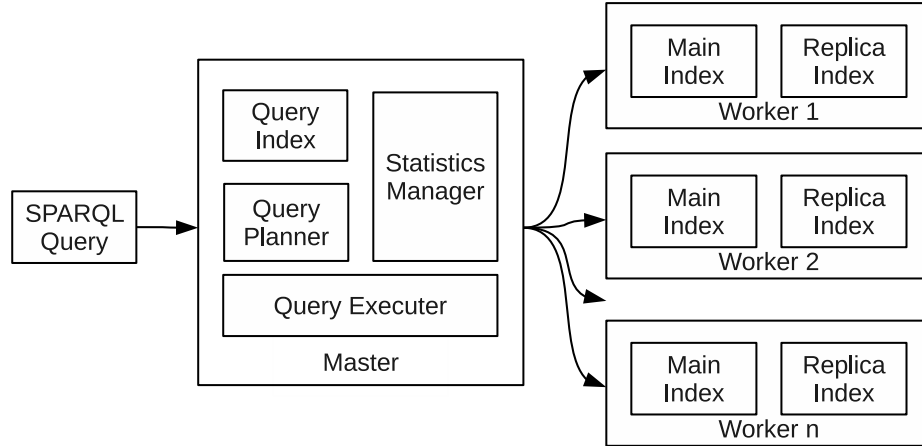 SPARQL
Query
Query
Index
Statistics
Manager
Query
Planner
Query Executer
Master
Main
Index
Replica
Index
Worker 1
Main
Index
Replica
Index
Worker 2
Main
Index
Replica
Index
Worker n